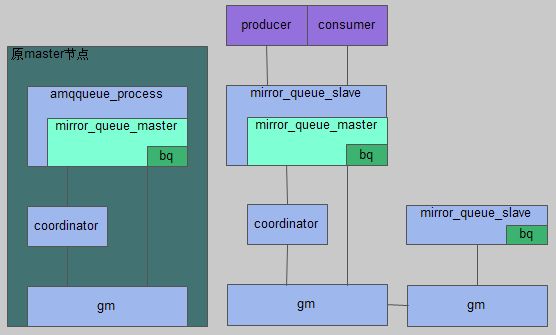 producer consumer
原master节点
amqqueue_process
mirror_queue_master
bq
coordinator
gm
mirror_queue_slave
mirror_queue_master
bq
coordinator
gm
mirror_queue_slave
bq
gm